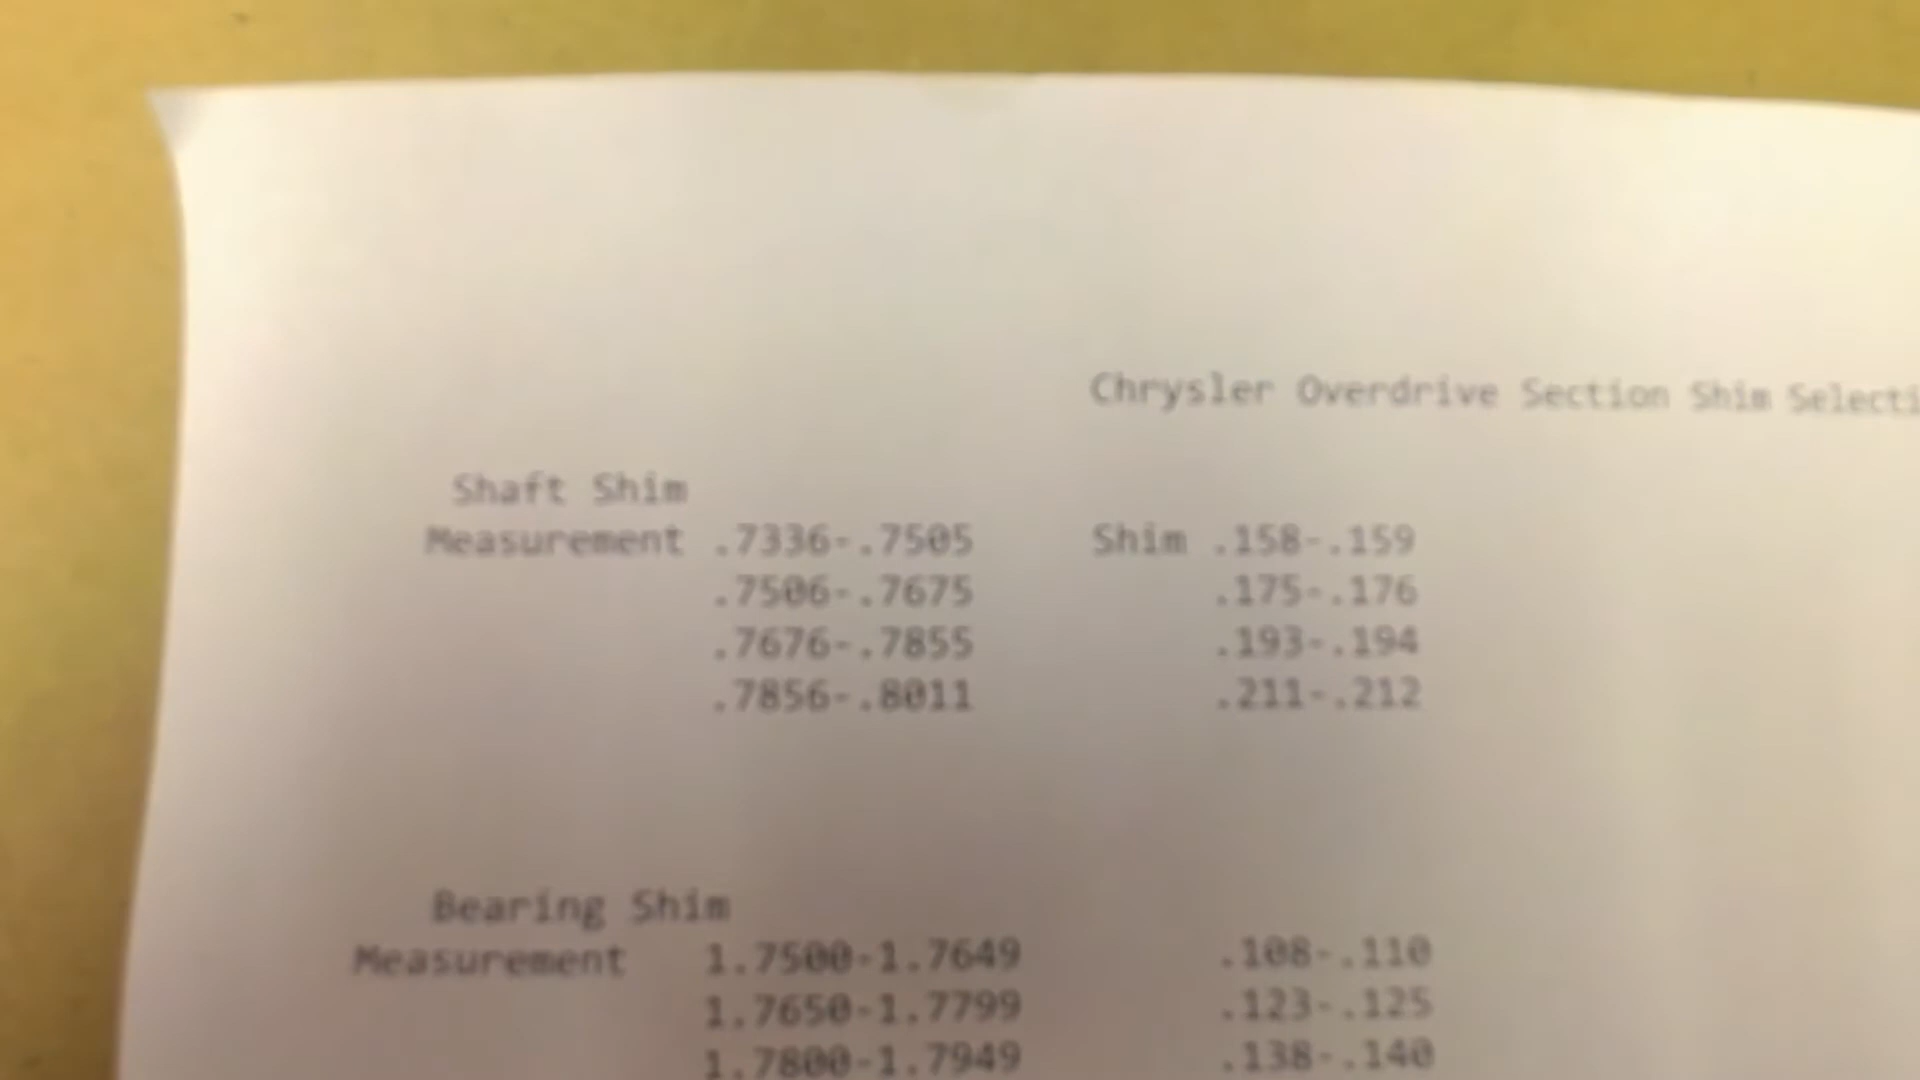 Chrysler Overdrive Section Shim Selecti
Shaft Shim
Measurement .7336-.7505 Shim .158-.159
.7506-.7675 .175-.176
.7676-.7855 .193-.194
.7856-.8011 .211-.212
Bearing Shim
Measurement 1.7500-1.7649 .108-.110
1.7650-1.7799 .123-.125
1.7800-1.7949 .138-.140